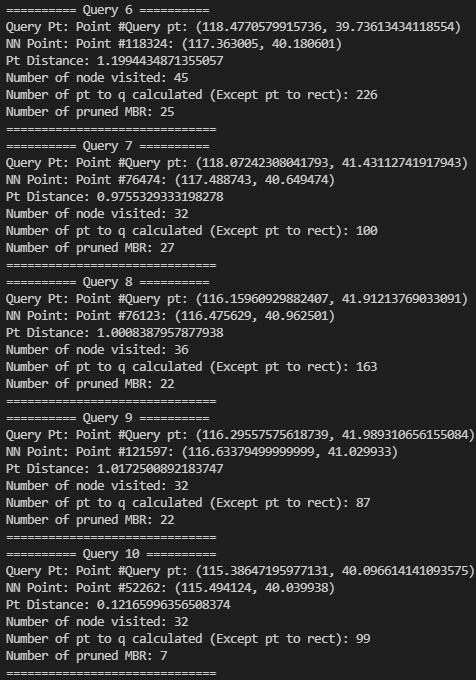 ========== Query 6 ==========
Query Pt: Point #Query pt: (118.4770579915736, 39.73613434118554)
NN Point: Point #118324: (117.363005, 40.180601)
Pt Distance: 1.1994434871355057
Number of node visited: 45
Number of pt to q calculated (Except pt to rect): 226
Number of pruned MBR: 25
==============================
========== Query 7 ==========
Query Pt: Point #Query pt: (118.07242308041793, 41.43112741917943)
NN Point: Point #76474: (117.488743, 40.649474)
Pt Distance: 0.9755329333198278
Number of node visited: 32
Number of pt to q calculated (Except pt to rect): 100
Number of pruned MBR: 27
==============================
========== Query 8 ==========
Query Pt: Point #Query pt: (116.15960929882407, 41.91213769033091)
NN Point: Point #76123: (116.475629, 40.962501)
Pt Distance: 1.0008387957877938
Number of node visited: 36
Number of pt to q calculated (Except pt to rect): 163
Number of pruned MBR: 22
==============================
========== Query 9 ==========
Query Pt: Point #Query pt: (116.29557575618739, 41.989310656155084)
NN Point: Point #121597: (116.63379499999999, 41.029933)
Pt Distance: 1.0172500892183747
Number of node visited: 32
Number of pt to q calculated (Except pt to rect): 87
Number of pruned MBR: 22
==============================
========== Query 10 ==========
Query Pt: Point #Query pt: (115.38647195977131, 40.096614141093575)
NN Point: Point #52262: (115.494124, 40.039938)
Pt Distance: 0.12165996356508374
Number of node visited: 32
Number of pt to q calculated (Except pt to rect): 99
Number of pruned MBR: 7
==============================